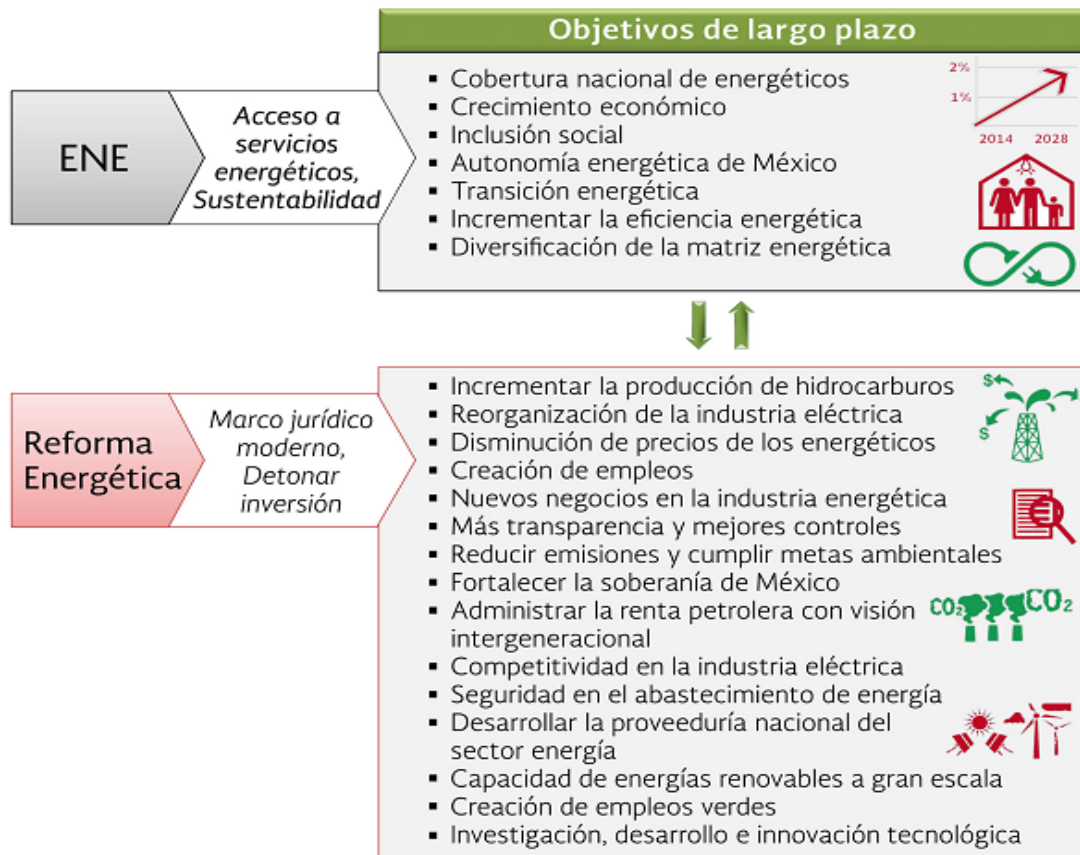 Objetivos de largo plazo
ENE
Acceso a
servicios
energéticos,
Sustentabilidad
▪ Cobertura nacional de energéticos
▪ Crecimiento económico
▪ Inclusión social
▪ Autonomía energética de México
▪ Transición energética
▪ Incrementar la eficiencia energética
▪ Diversificación de la matriz energética
2%
1%
2014 2028
Reforma
Energética
Marco jurídico
moderno,
Detonar
inversión
▪ Incrementar la producción de hidrocarburos
▪ Reorganización de la industria eléctrica
▪ Disminución de precios de los energéticos
▪ Creación de empleos
▪ Nuevos negocios en la industria energética
▪ Más transparencia y mejores controles
▪ Reducir emisiones y cumplir metas ambientales
▪ Fortalecer la soberanía de México
▪ Administrar la renta petrolera con visión
intergeneracional
▪ Competitividad en la industria eléctrica
▪ Seguridad en el abastecimiento de energía
▪ Desarrollar la proveeduría nacional del
sector energía
▪ Capacidad de energías renovables a gran escala
▪ Creación de empleos verdes
▪ Investigación, desarrollo e innovación tecnológica
$
$
CO₂ CO₂